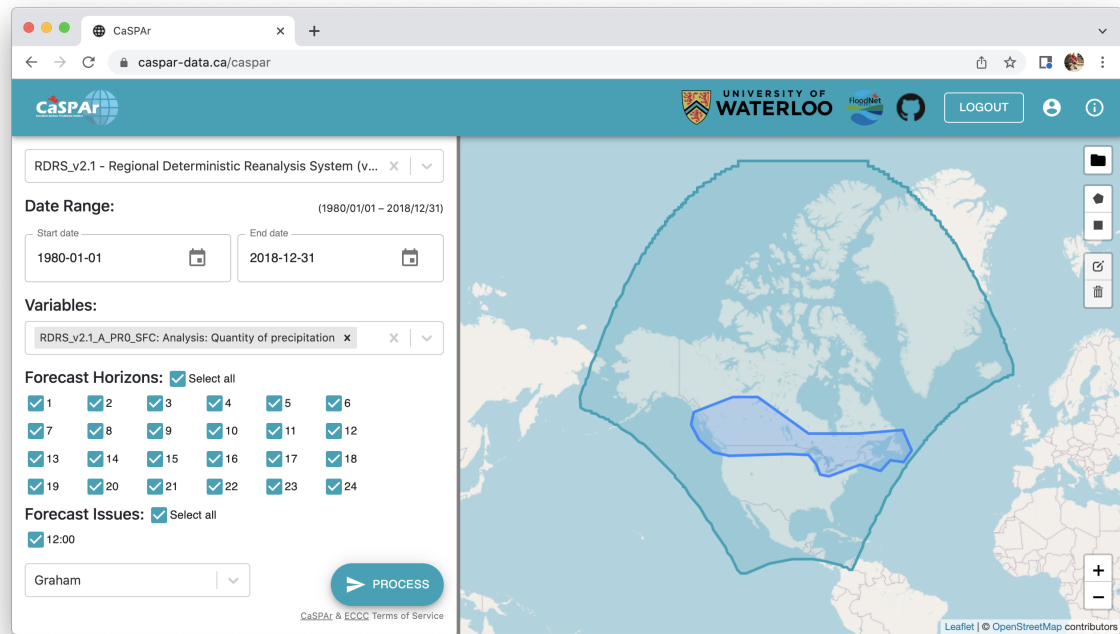 CaSPAr
caspar-data.ca/caspar
CaSPAr
UNIVERSITY OF
WATERLOO
FloodNet
LOGOUT
RDRS_v2.1 - Regional Deterministic Reanalysis System (v...
Date Range:
(1980/01/01 – 2018/12/31)
Start date
1980-01-01
End date
2018-12-31
Variables:
RDRS_v2.1_A_PR0_SFC: Analysis: Quantity of precipitation
Forecast Horizons: Select all
1 2 3 4 5 6
7 8 9 10 11 12
13 14 15 16 17 18
19 20 21 22 23 24
Forecast Issues: Select all
12:00
Graham
PROCESS
CaSPAr & ECCC Terms of Service
+
−
Leaflet | © OpenStreetMap contributors